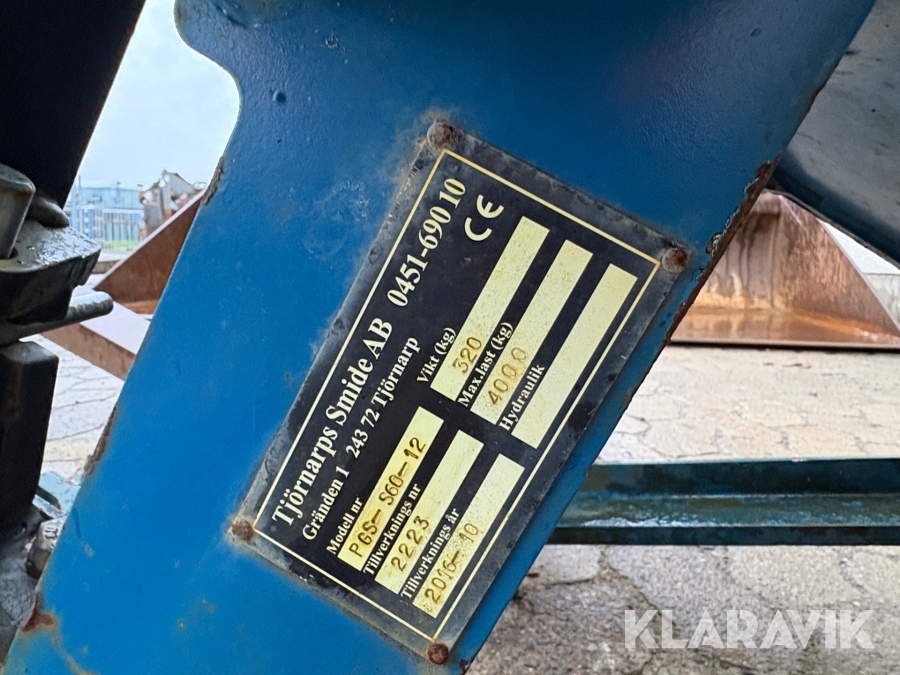 Tjörnarps Smide AB 0451-690 10
Gränden 1 243 72 Tjörnarp
CE
Modell nr
PGS-S60-12
Tillverknings nr
2223
Tillverknings år
2016-10
Vikt (kg)
320
Max.last (kg)
4000
Hydraulik
KLARAVIK